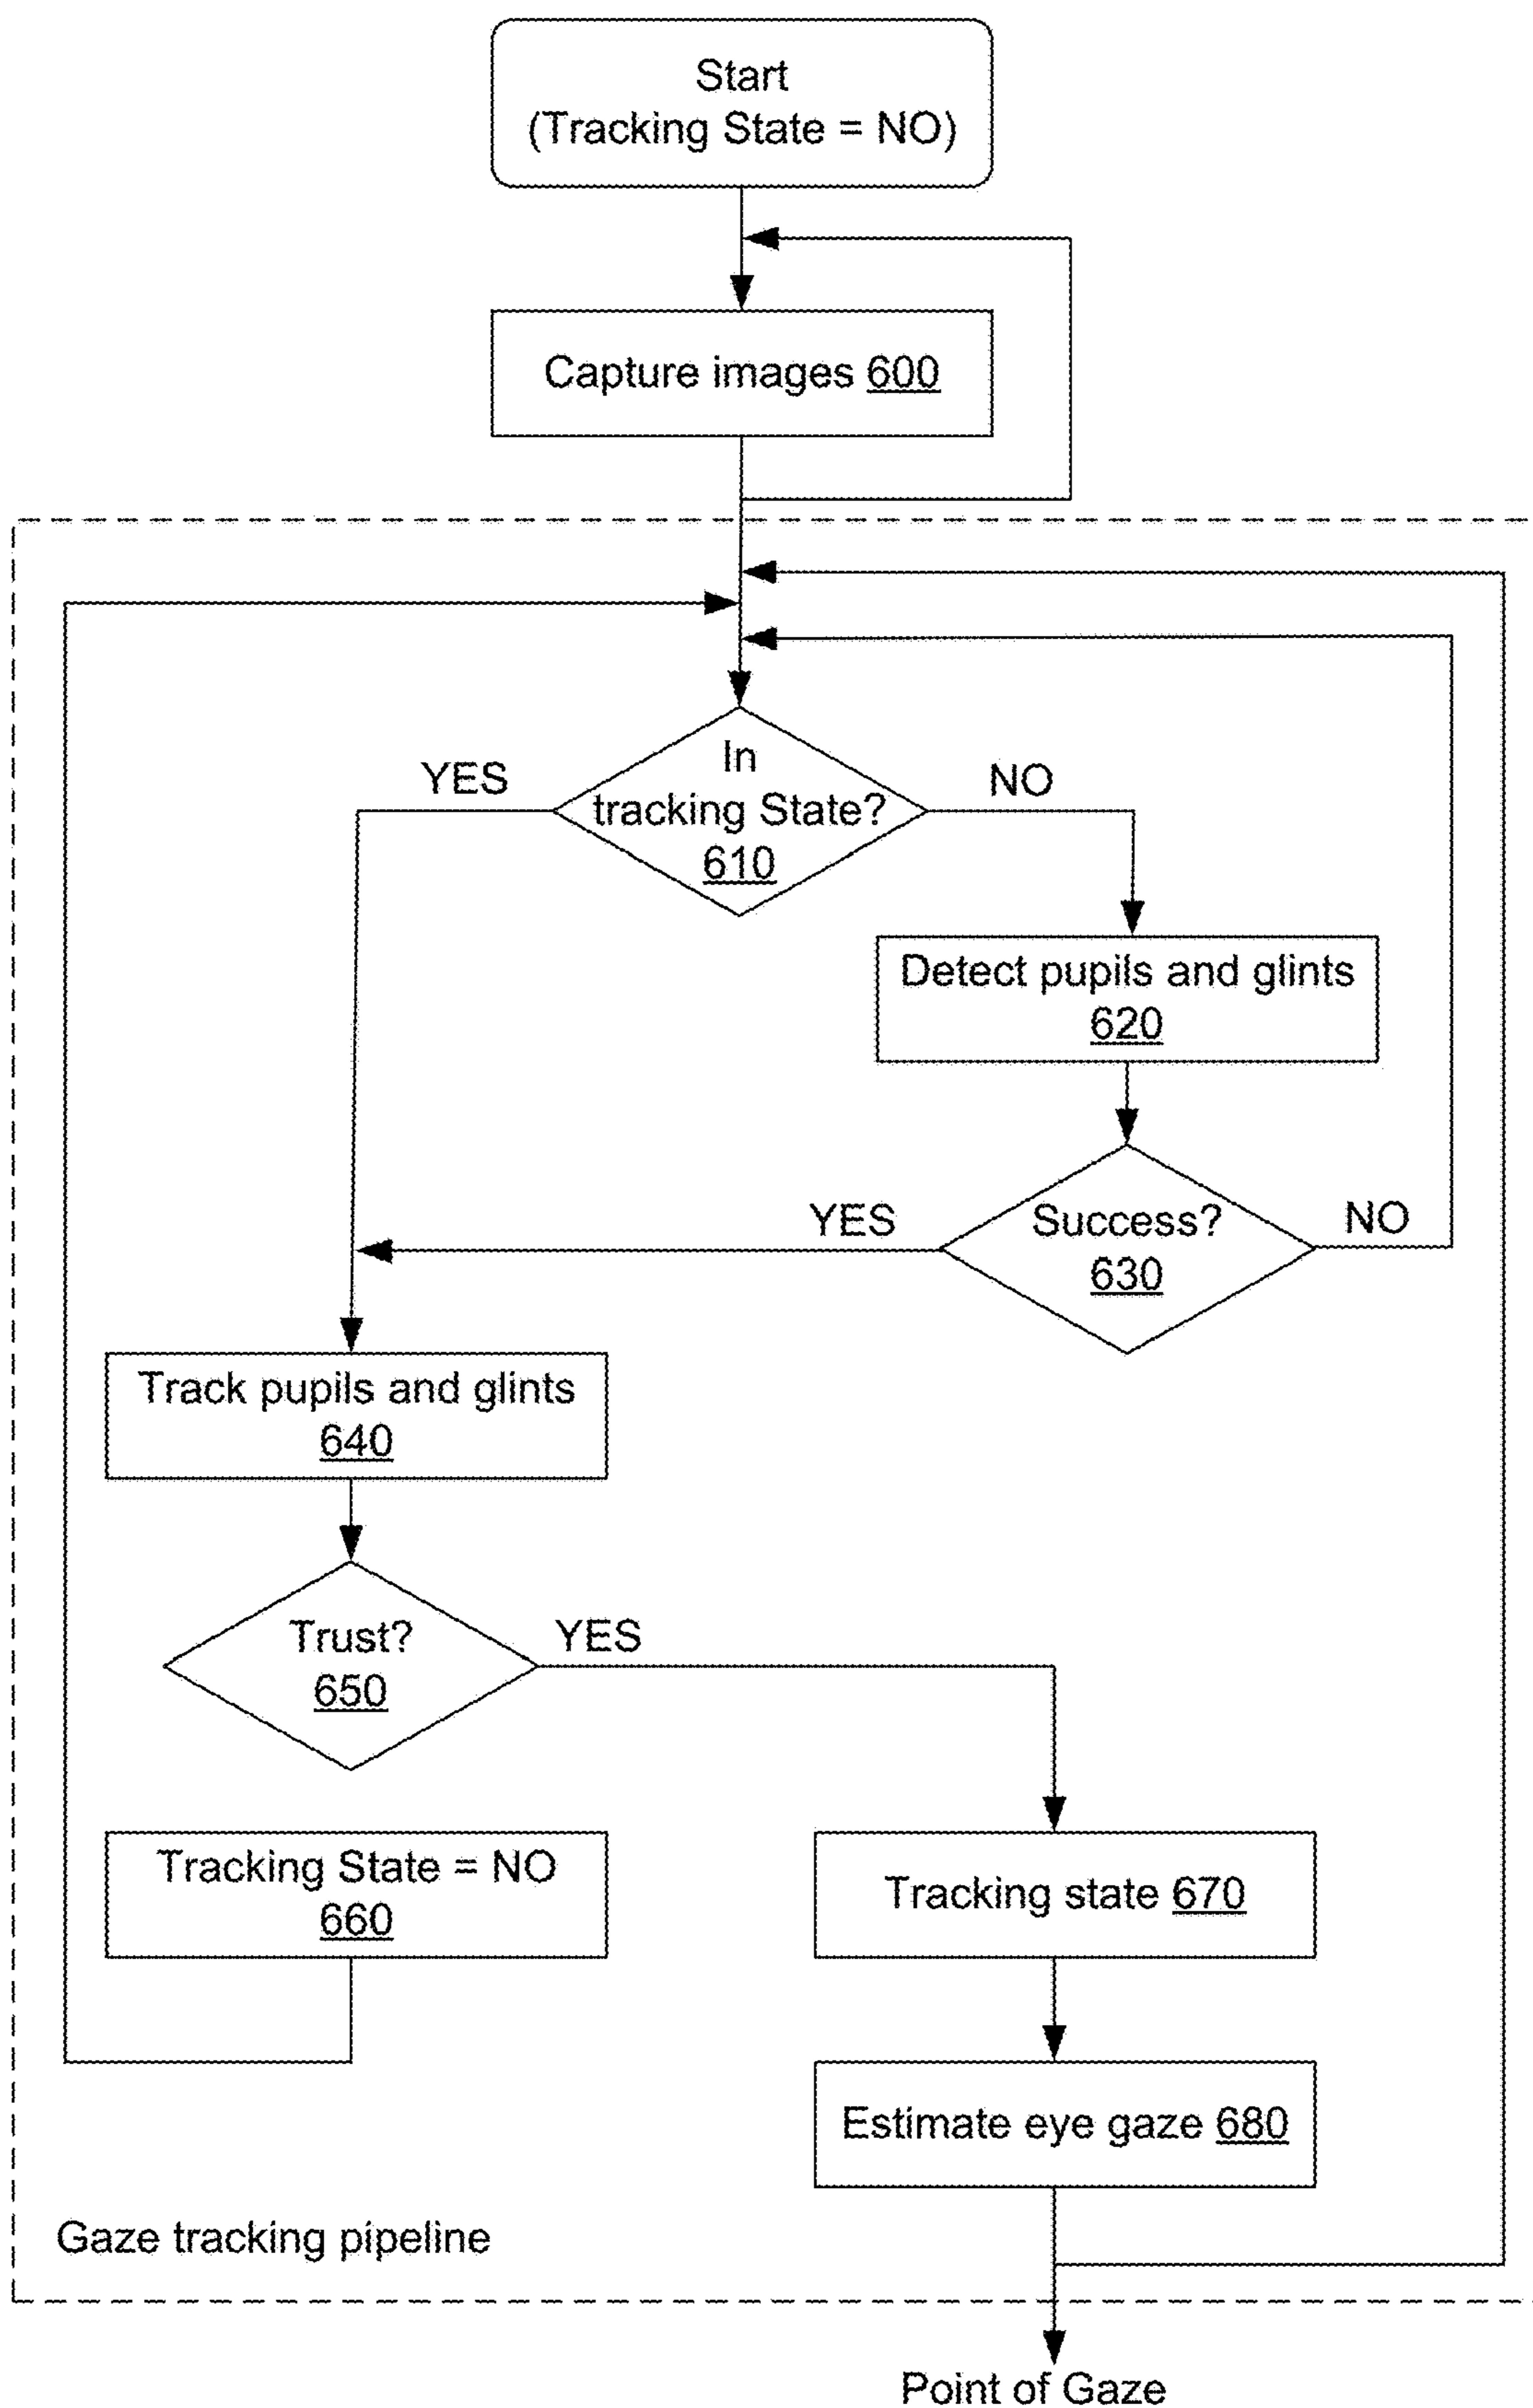 Start
(Tracking State = NO)
Capture images 600
In
tracking State?
610
YES
NO
Detect pupils and glints
620
Success?
630
YES
NO
Track pupils and glints
640
Trust?
650
YES
Tracking State = NO
660
Tracking state 670
Estimate eye gaze 680
Gaze tracking pipeline
Point of Gaze